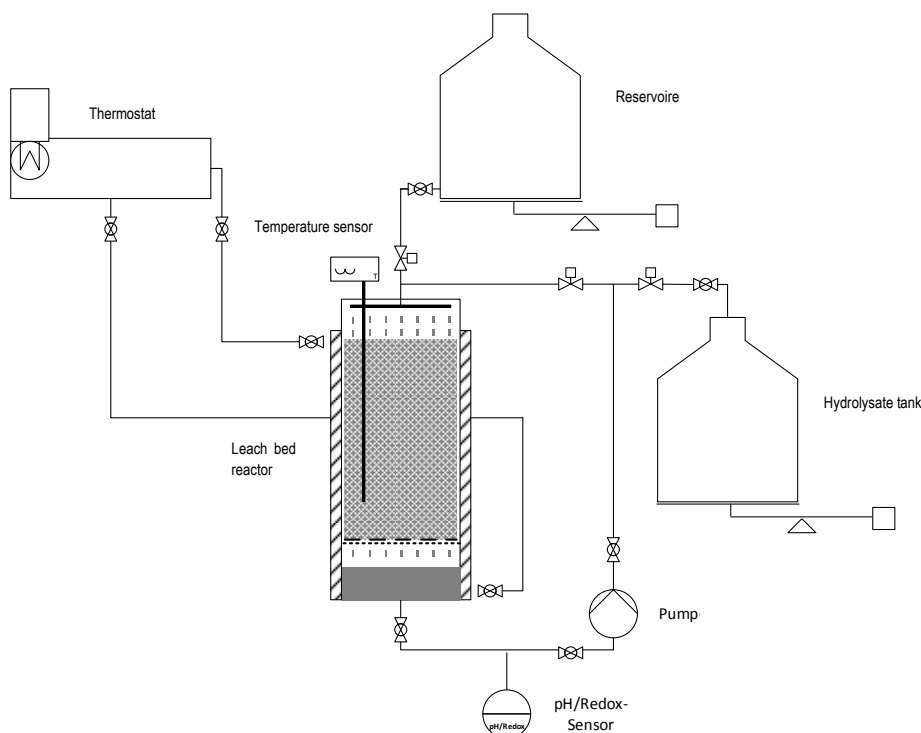 Reservoire
Thermostat
Temperature sensor
T
Hydrolysate tank
Leach bed
reactor
Pump
pH/Redox-
Sensor
pH/Redox